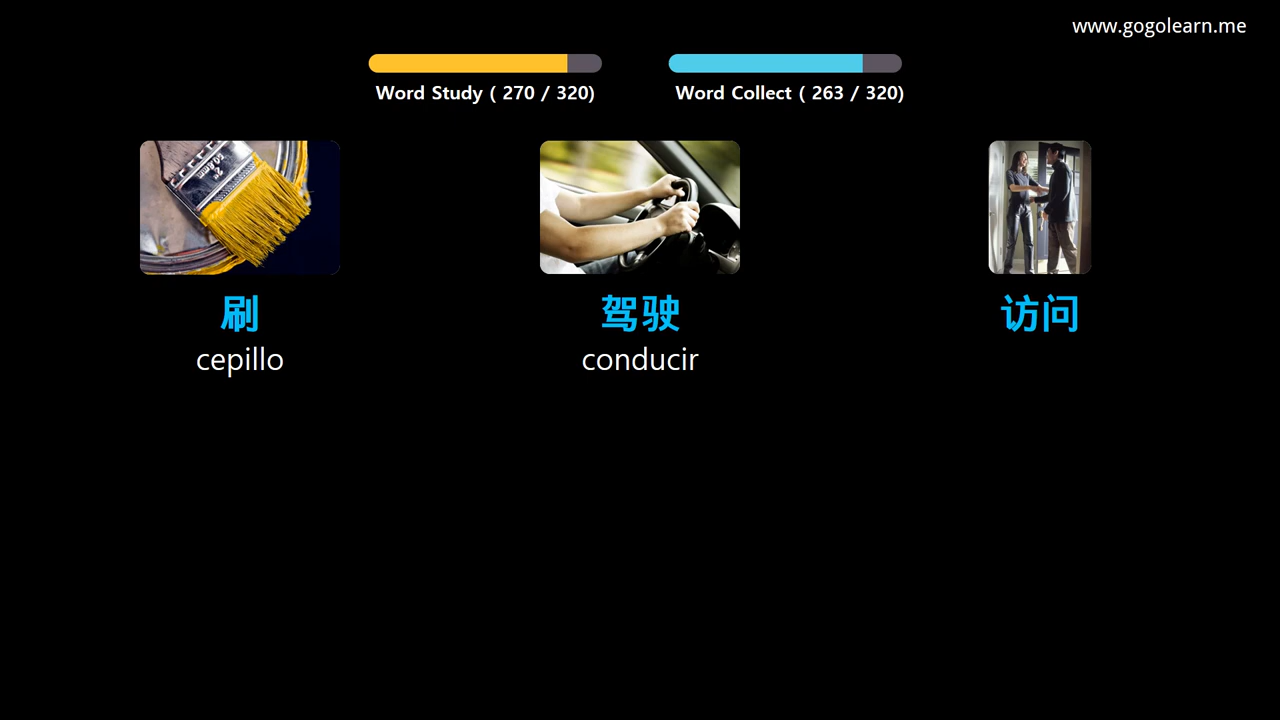 www.gogolearn.me
Word Study ( 270 / 320)
Word Collect ( 263 / 320)
刷
驾驶
访问
cepillo
conducir